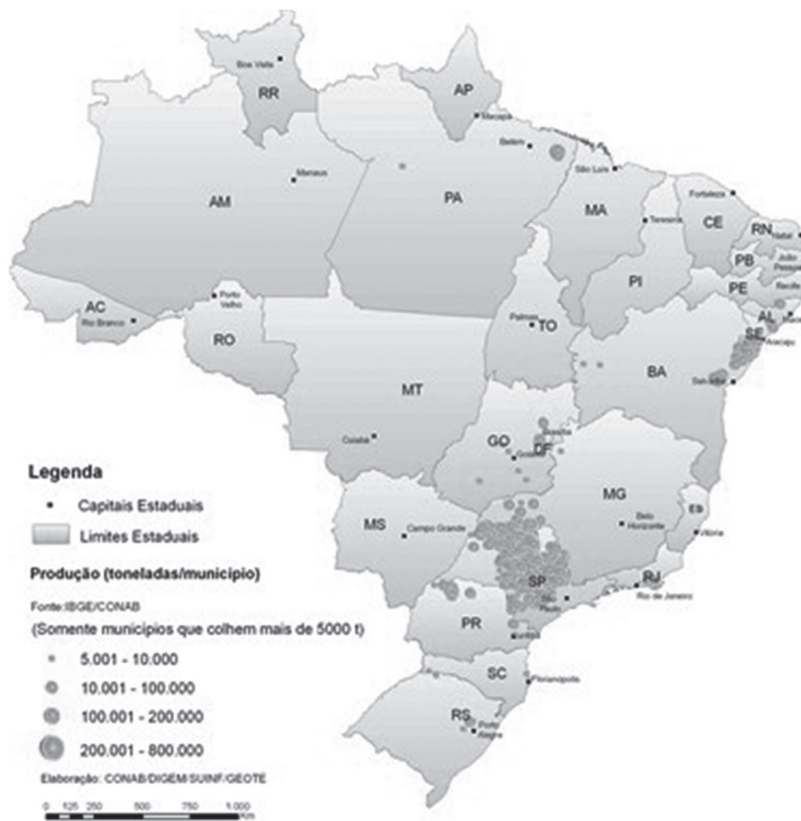 Boa Vista
RR
AP
Macapá
Belém
São Luis
Manaus
AM
PA
MA
Teresina
Fortaleza
CE
RN
Natal
PB
João
Pessoa
PI
PE
Recife
AC
Rio Branco
Porto
Velho
RO
Palmas
TO
AL
SE
Aracaju
BA
Salvador
MT
Cuiabá
GO
Goiânia
Brasília
DF
MG
Belo
Horizonte
ES
Vitória
MS
Campo Grande
SP
São
Paulo
RJ
Rio de Janeiro
PR
Curitiba
SC
Florianópolis
RS
Porto
Alegre
Legenda
Capitais Estaduais
Limites Estaduais
Produção (toneladas/município)
Fonte:IBGE/CONAB
(Somente municípios que colhem mais de 5000 t)
5.001 - 10.000
10.001 - 100.000
100.001 - 200.000
200.001 - 800.000
Elaboração: CONAB/DIGEM/SUINF/GEOTE
0 125 250 500 750 1.000
Km